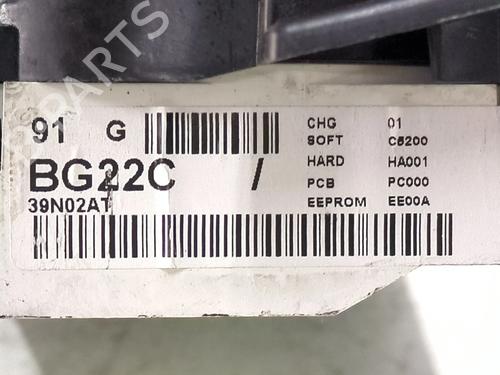 91 G
BG22C /
39N02AT
CHG 01
SOFT C6200
HARD HA001
PCB PC000
EEPROM EE00A